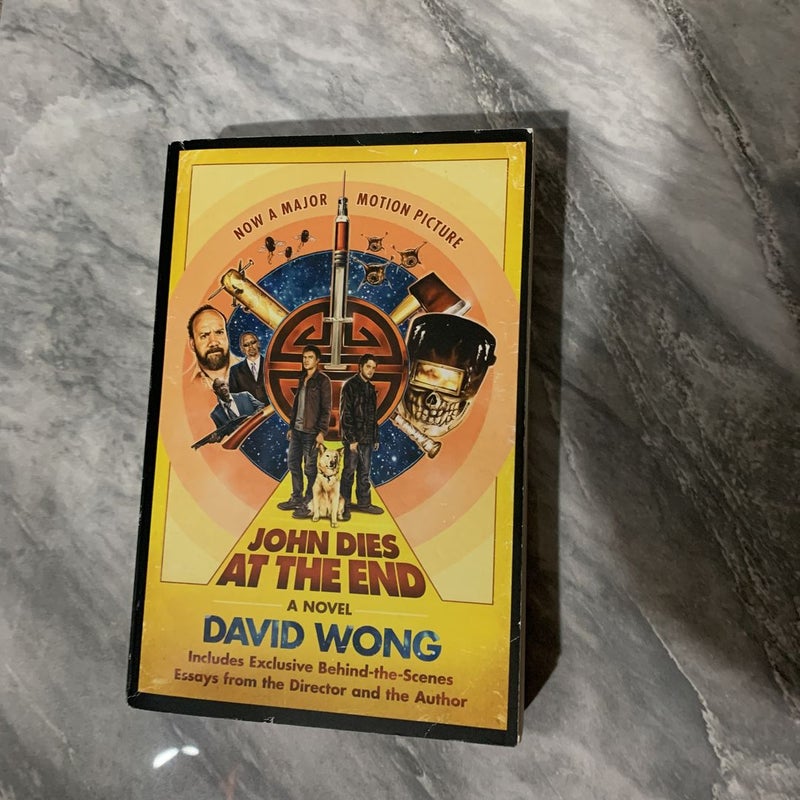 NOW A MAJOR MOTION PICTURE
JOHN DIES
AT THE END
A NOVEL
DAVID WONG
Includes Exclusive Behind-the-Scenes
Essays from the Director and the Author